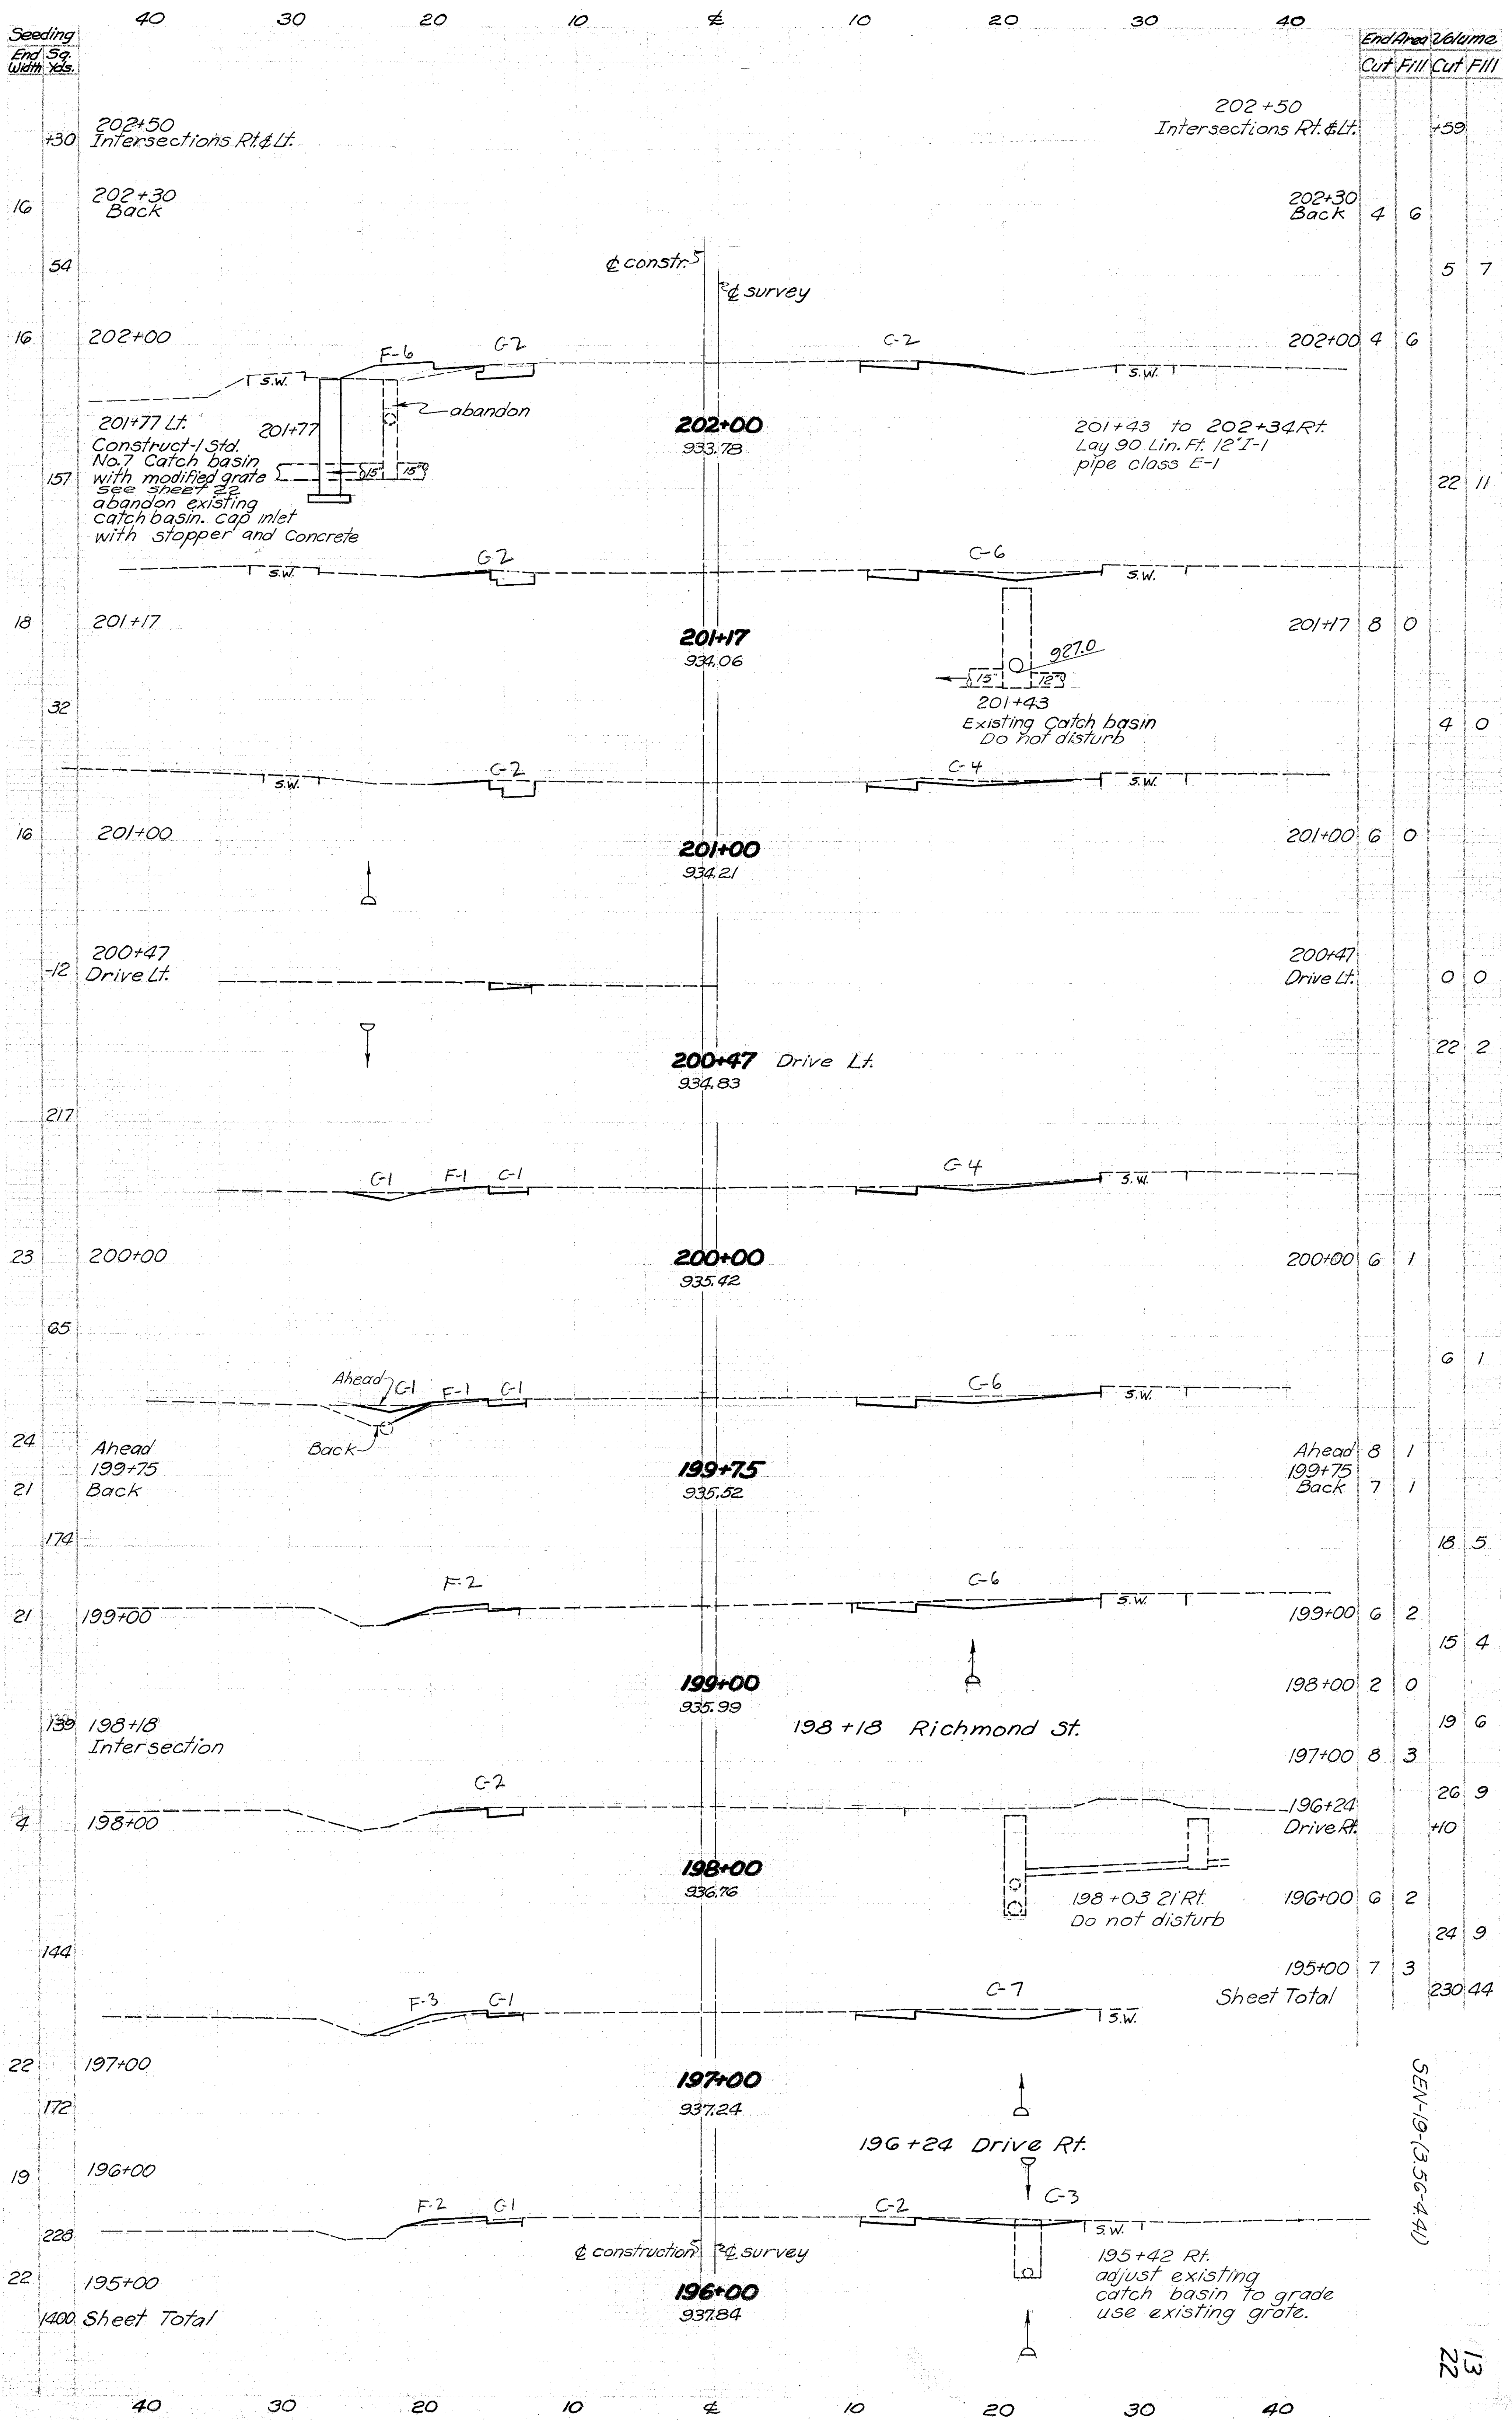 40 30 20 10 ℄ 10 20 30 40
Seeding
End Width Sq. Yds.
End Area Volume
Cut Fill Cut Fill
202+50
+30 Intersections Rt.&Lt.
202+50
Intersections Rt.&Lt. +59
16 202+30
Back
202+30
Back 4 6
54
℄ constr.
℄ survey
5 7
16 202+00
F-6 C-2 C-2
202+00 4 6
S.W. S.W.
abandon
201+77 Lt.
Construct-1 Std.
No.7 Catch basin
with modified grate
see sheet 22
abandon existing
catch basin. cap inlet
with stopper and Concrete
201+77
15" 15"
157
202+00
933.78
201+43 to 202+34 Rt.
Lay 90 Lin. Ft. 12" I-1
pipe class E-1
22 11
C-2 C-6
S.W. S.W.
18 201+17
201+17
934.06
201+17 8 0
927.0
15" 12"
201+43
Existing Catch basin
Do not disturb
32
4 0
C-2 C-4
S.W. S.W.
16 201+00
201+00
934.21
201+00 6 0
200+47
-12 Drive Lt.
200+47
Drive Lt. 0 0
200+47 Drive Lt.
934.83
22 2
217
C-1 F-1 C-1 C-4
S.W.
23 200+00
200+00
935.42
200+00 6 1
65
6 1
Ahead C-1 F-1 C-1 C-6
S.W.
Back
24 Ahead
199+75
21 Back
199+75
935.52
Ahead 8 1
199+75
Back 7 1
174
18 5
F-2 C-6
S.W.
21 199+00
199+00 6 2
15 4
199+00
935.99
198+00 2 0
139 198+18
Intersection
198+18 Richmond St.
19 6
197+00 8 3
C-2
26 9
4 198+00
196+24
Drive Rt. +10
198+00
936.76
198+03 21' Rt.
Do not disturb
196+00 6 2
24 9
144
195+00 7 3
Sheet Total 230 44
F-3 C-1 C-7
S.W.
22 197+00
197+00
937.24
172
196+24 Drive Rt.
19 196+00
F-2 C-1 C-2 C-3
S.W.
228
℄ construction ℄ survey
22 195+00
196+00
937.84
195+42 Rt.
adjust existing
catch basin to grade
use existing grate.
1400 Sheet Total
SEN-19-(3.56-4.41)
13
22
40 30 20 10 ℄ 10 20 30 40